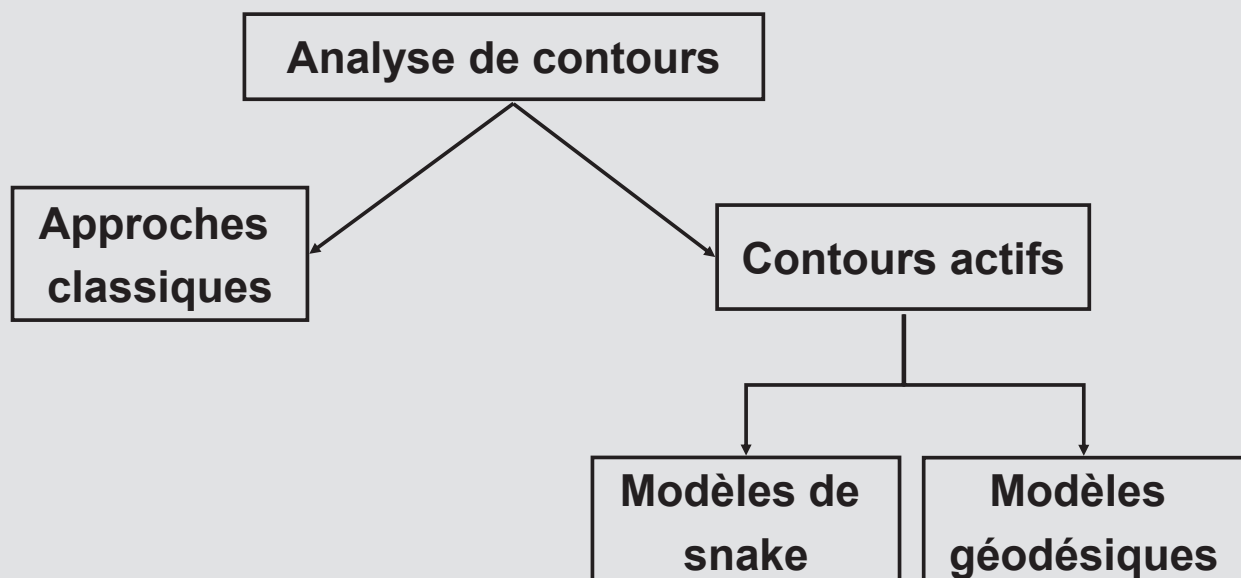 Analyse de contours
Approches
classiques
Contours actifs
Modèles de
snake
Modèles
géodésiques